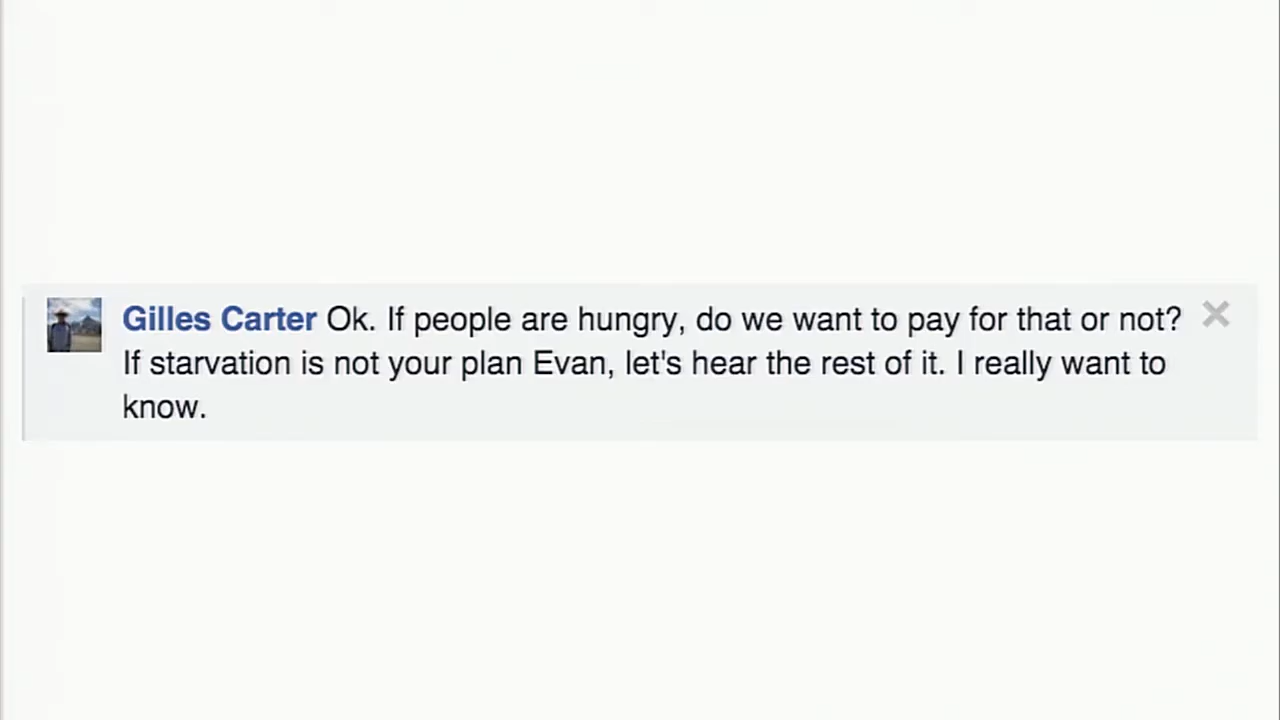 Gilles Carter Ok. If people are hungry, do we want to pay for that or not?
If starvation is not your plan Evan, let's hear the rest of it. I really want to
know.